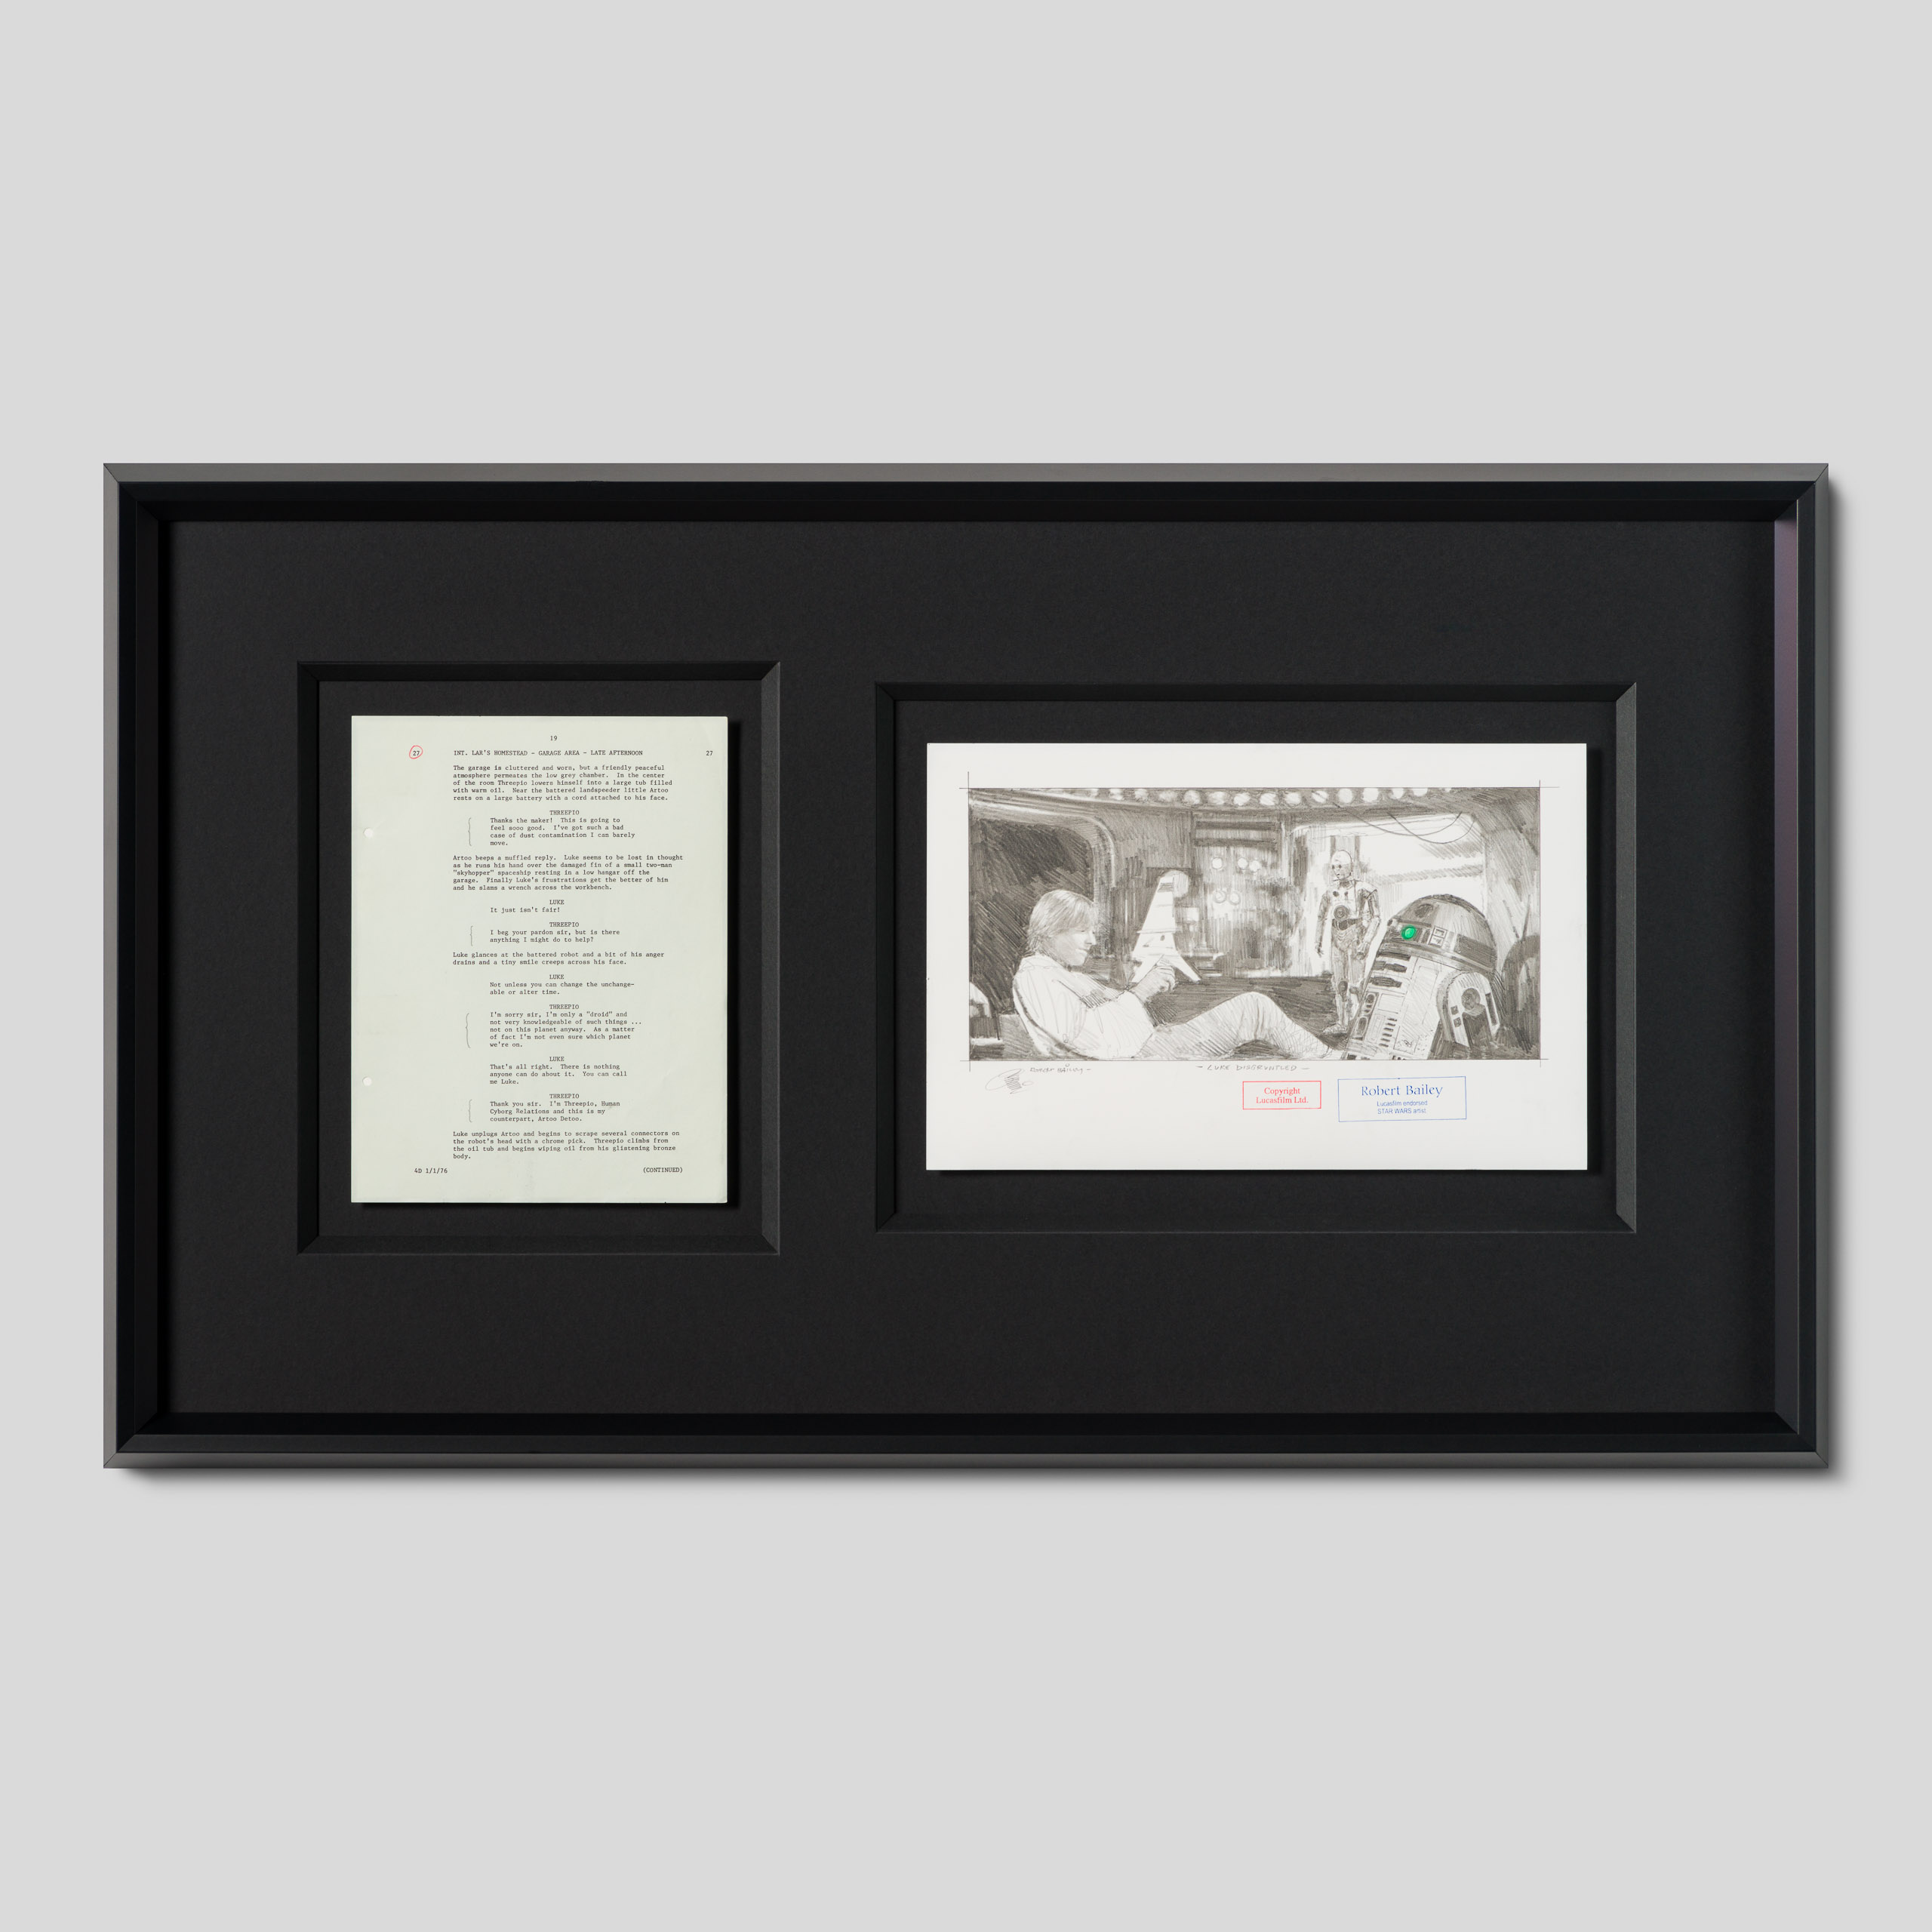 19
27 INT. LAR'S HOMESTEAD - GARAGE AREA - LATE AFTERNOON 27
The garage is cluttered and worn, but a friendly peaceful
atmosphere permeates the low grey chamber. In the center
of the room Threepio lowers himself into a large tub filled
with warm oil. Near the battered landspeeder little Artoo
rests on a large battery with a cord attached to his face.
THREEPIO
Thanks the maker! This is going to
feel sooo good. I've got such a bad
case of dust contamination I can barely
move.
Artoo beeps a muffled reply. Luke seems to be lost in thought
as he runs his hand over the damaged fin of a small two-man
"skyhopper" spaceship resting in a low hangar off the
garage. Finally Luke's frustrations get the better of him
and he slams a wrench across the workbench.
LUKE
It just isn't fair!
THREEPIO
I beg your pardon sir, but is there
anything I might do to help?
Luke glances at the battered robot and a bit of his anger
drains and a tiny smile creeps across his face.
LUKE
Not unless you can change the unchange-
able or alter time.
THREEPIO
I'm sorry sir, I'm only a "droid" and
not very knowledgeable of such things ...
not on this planet anyway. As a matter
of fact I'm not even sure which planet
we're on.
LUKE
That's all right. There is nothing
anyone can do about it. You can call
me Luke.
THREEPIO
Thank you sir. I'm Threepio, Human
Cyborg Relations and this is my
counterpart, Artoo Detoo.
Luke unplugs Artoo and begins to scrape several connectors on
the robot's head with a chrome pick. Threepio climbs from
the oil tub and begins wiping oil from his glistening bronze
body.
4D 1/1/76 (CONTINUED)
ROBERT BAILEY -
- LUKE DISGRUNTLED -
Copyright
Lucasfilm Ltd.
Robert Bailey
Lucasfilm endorsed
STAR WARS artist